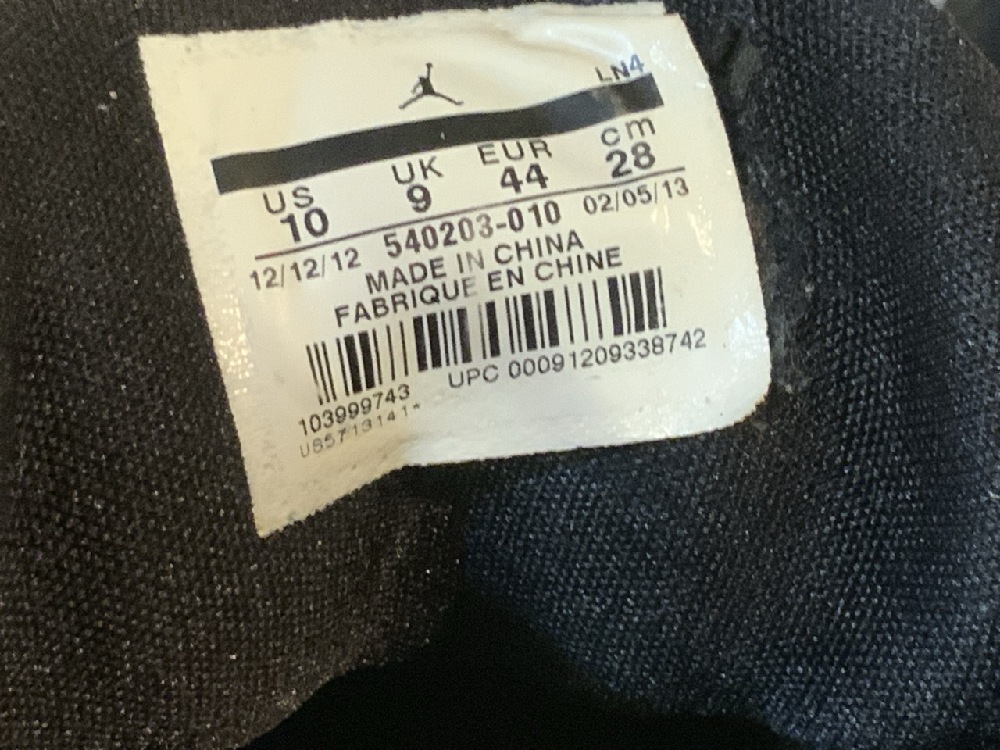 LN4
US UK EUR cm
10 9 44 28
12/12/12 540203-010 02/05/13
MADE IN CHINA
FABRIQUE EN CHINE
103999743 UPC 00091209338742
US5713141*